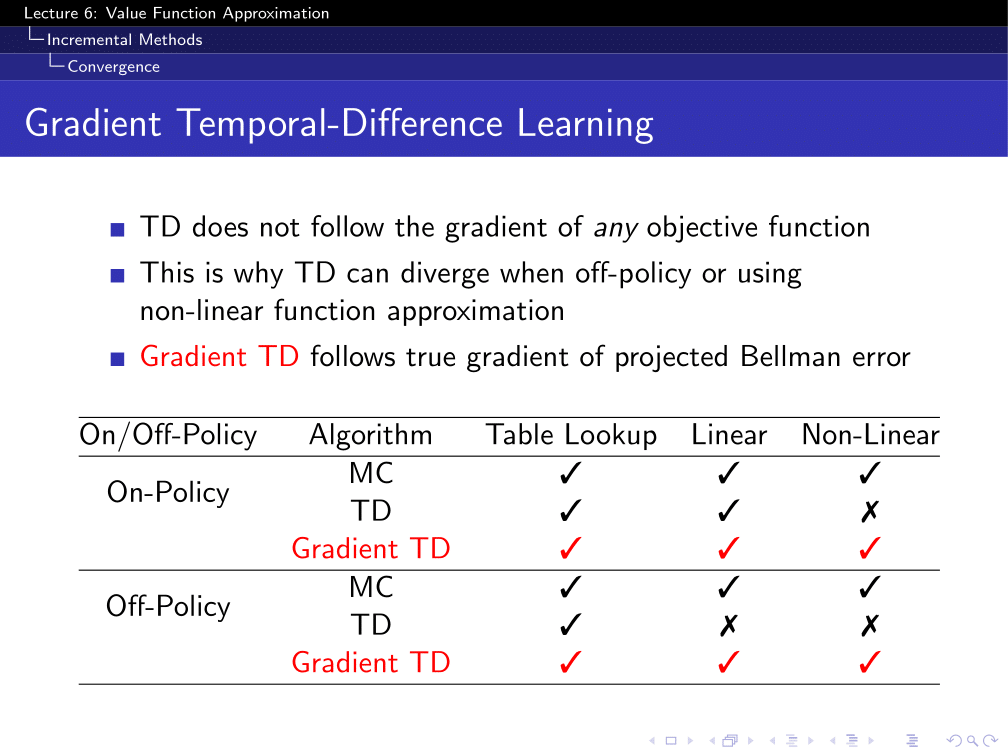 Lecture 6: Value Function Approximation
Incremental Methods
Convergence
Gradient Temporal-Difference Learning
TD does not follow the gradient of any objective function
This is why TD can diverge when off-policy or using
non-linear function approximation
Gradient TD follows true gradient of projected Bellman error
On/Off-Policy Algorithm Table Lookup Linear Non-Linear
On-Policy
MC ✓ ✓ ✓
TD ✓ ✓ ✗
Gradient TD ✓ ✓ ✓
Off-Policy
MC ✓ ✓ ✓
TD ✓ ✗ ✗
Gradient TD ✓ ✓ ✓